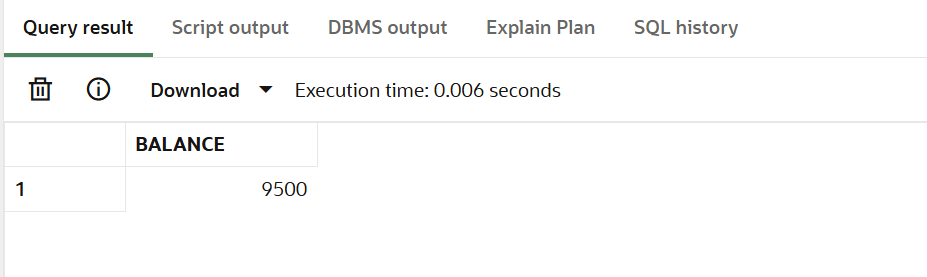 Query result Script output DBMS output Explain Plan SQL history
Download Execution time: 0.006 seconds
BALANCE
1 9500